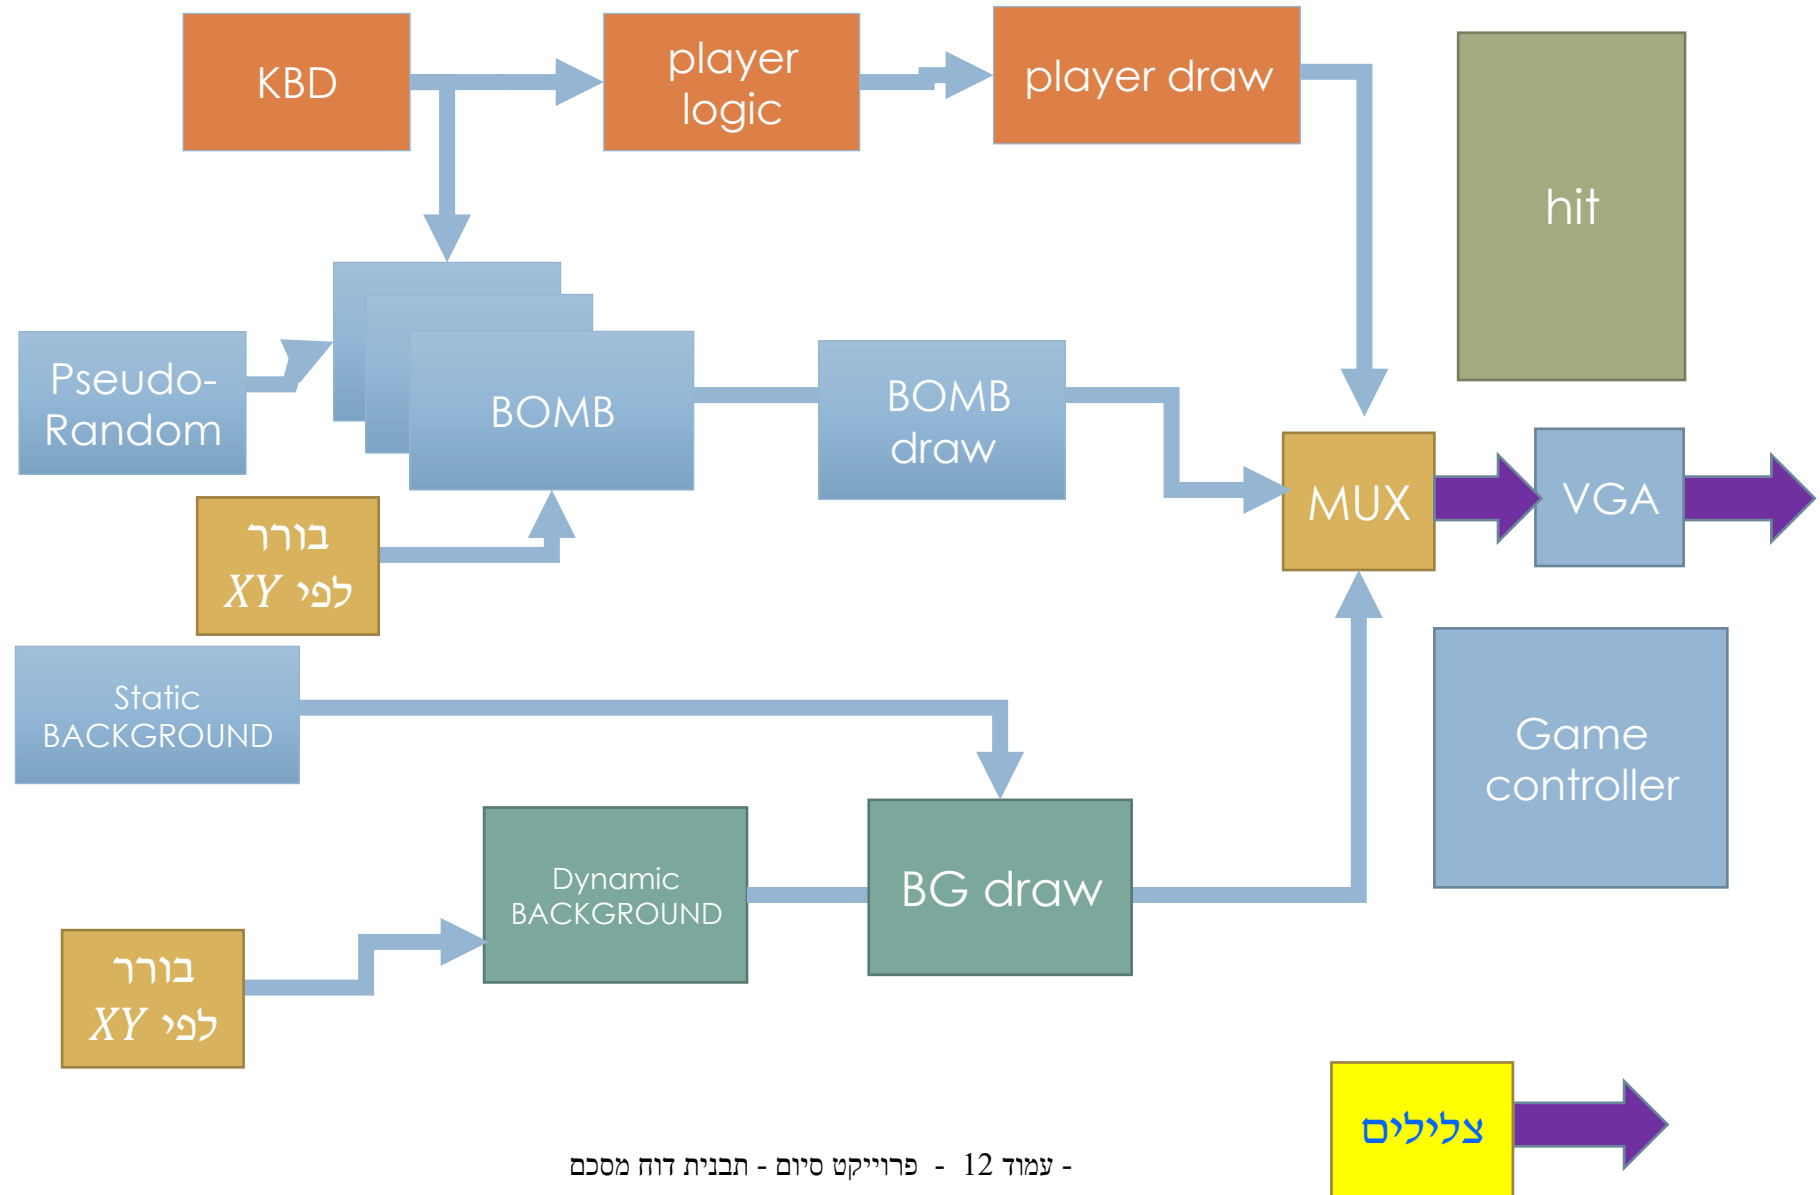 KBD
player
logic
player draw
hit
Pseudo-
Random
BOMB
BOMB
draw
MUX
VGA
בורר
לפי XY
Static
BACKGROUND
Game
controller
Dynamic
BACKGROUND
BG draw
בורר
לפי XY
צלילים
- עמוד 12 - פרוייקט סיום - תבנית דוח מסכם